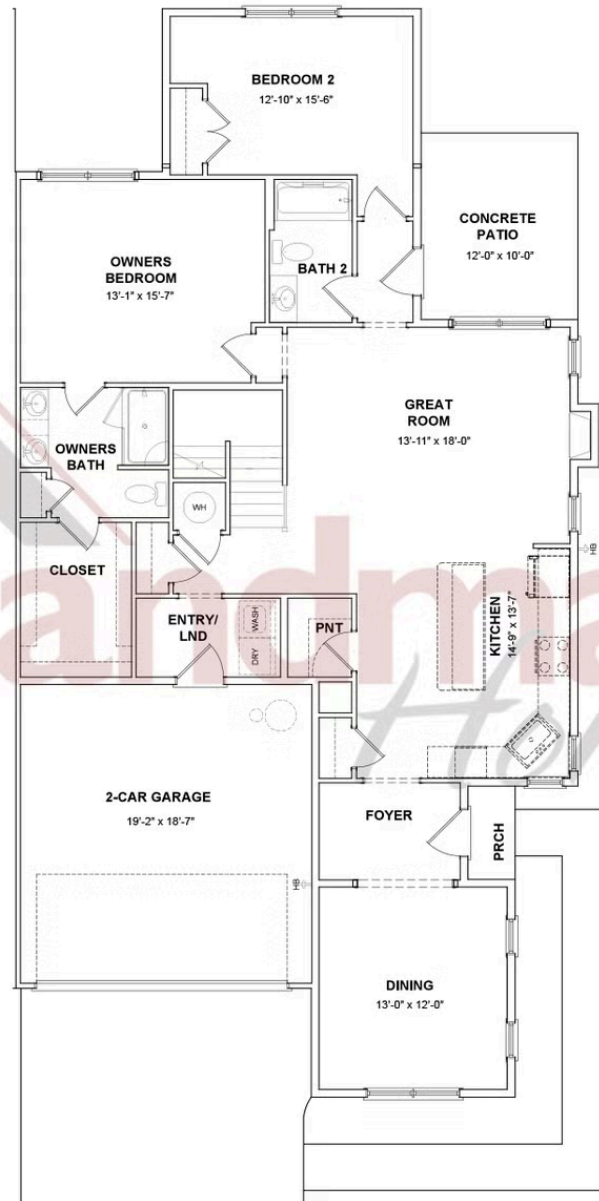 BEDROOM 2
12'-10" x 15'-6"
CONCRETE
PATIO
12'-0" x 10'-0"
OWNERS
BEDROOM
13'-1" x 15'-7"
BATH 2
GREAT
ROOM
13'-11" x 18'-0"
OWNERS
BATH
WH
HB
CLOSET
KITCHEN
14'-9" x 13'-7"
ENTRY/
LND
WASH
DRY
PNT
andma
Ho
2-CAR GARAGE
19'-2" x 18'-7"
FOYER
PRCH
HB
DINING
13'-0" x 12'-0"